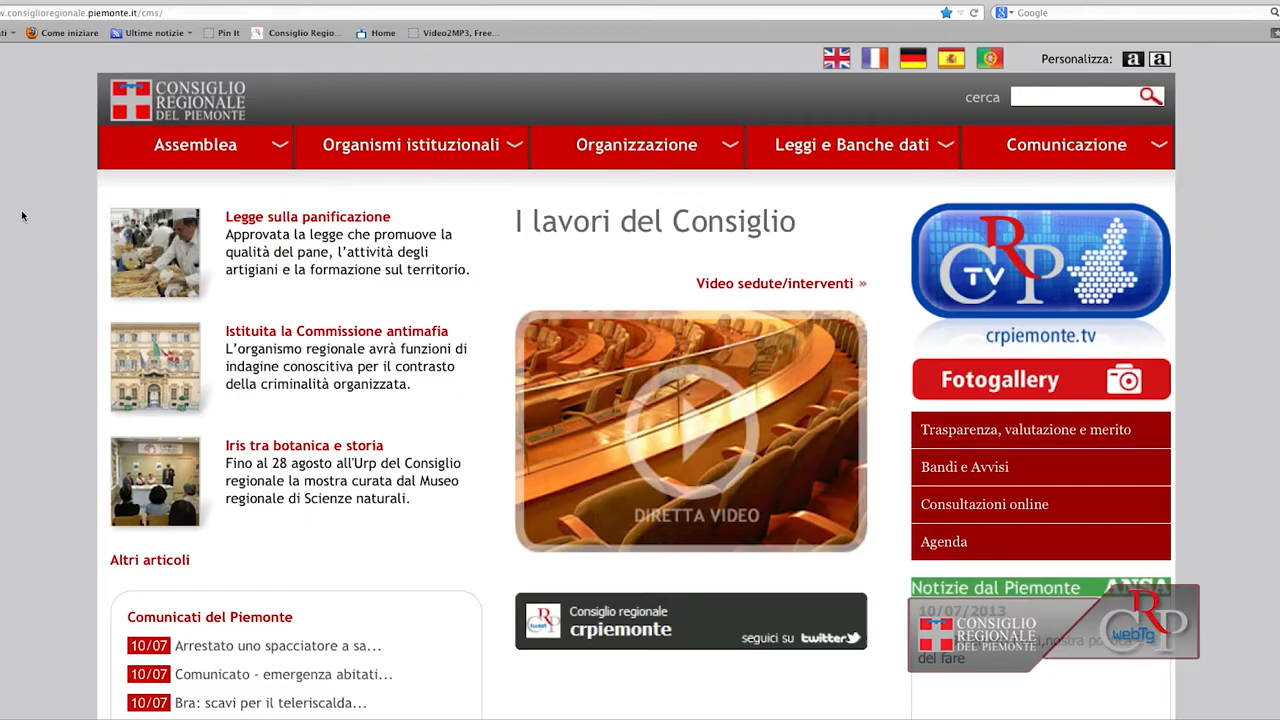 w.consiglioregionale.piemonte.it/cms/
Google
ati
Come iniziare
Ultime notizie
Pin It
Consiglio Regio...
Home
Video2MP3, Free...
Personalizza: a a
CONSIGLIO
REGIONALE
DEL PIEMONTE
cerca
Assemblea
Organismi istituzionali
Organizzazione
Leggi e Banche dati
Comunicazione
Legge sulla panificazione
Approvata la legge che promuove la
qualità del pane, l'attività degli
artigiani e la formazione sul territorio.
Istituita la Commissione antimafia
L'organismo regionale avrà funzioni di
indagine conoscitiva per il contrasto
della criminalità organizzata.
Iris tra botanica e storia
Fino al 28 agosto all'Urp del Consiglio
regionale la mostra curata dal Museo
regionale di Scienze naturali.
Altri articoli
Comunicati del Piemonte
10/07 Arrestato uno spacciatore a sa...
10/07 Comunicato - emergenza abitati...
10/07 Bra: scavi per il teleriscalda...
I lavori del Consiglio
Video sedute/interventi »
DIRETTA VIDEO
Consiglio regionale
crpiemonte
seguici su twitter
CRP TV
crpiemonte.tv
Fotogallery
Trasparenza, valutazione e merito
Bandi e Avvisi
Consultazioni online
Agenda
Notizie dal Piemonte ANSA
10/07/2013
del fare
CONSIGLIO
REGIONALE
DEL PIEMONTE
CRP
webTg